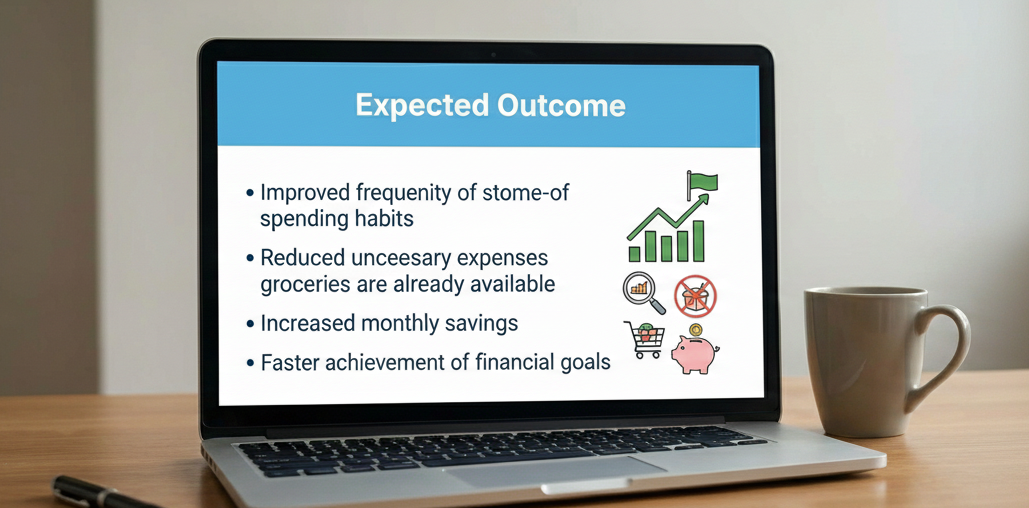 Expected Outcome
• Improved frequenity of stome-of
spending habits
• Reduced unceesary expenses
groceries are already available
• Increased monthly savings
• Faster achievement of financial goals